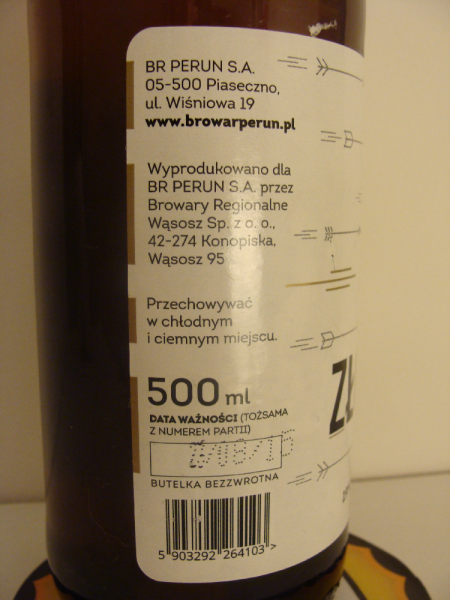 BR PERUN S.A.
05-500 Piaseczno,
ul. Wiśniowa 19
www.browarperun.pl
Wyprodukowano dla
BR PERUN S.A. przez
Browary Regionalne
Wąsosz Sp. z o. o.,
42-274 Konopiska,
Wąsosz 95
Przechowywać
w chłodnym
i ciemnym miejscu.
500 ml
DATA WAŻNOŚCI (TOŻSAMA
Z NUMEREM PARTII)
BUTELKA BEZZWROTNA
5 903292 264103 >